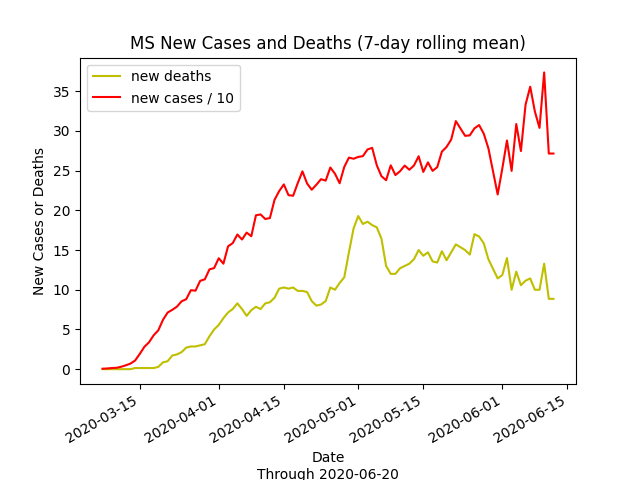 MS New Cases and Deaths (7-day rolling mean)
new deaths
new cases / 10
35
30
25
20
15
10
5
0
New Cases or Deaths
2020-03-15
2020-04-01
2020-04-15
2020-05-01
2020-05-15
2020-06-01
2020-06-15
Date
Through 2020-06-20